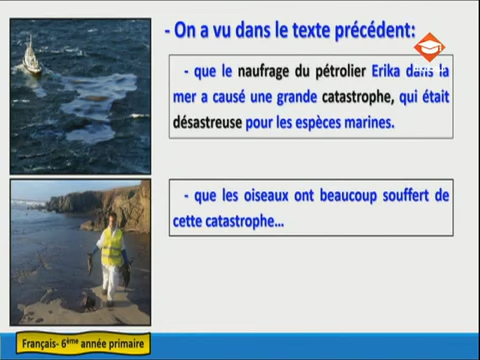 - On a vu dans le texte précédent:
- que le naufrage du pétrolier Erika dans la
mer a causé une grande catastrophe, qui était
désastreuse pour les espèces marines.
- que les oiseaux ont beaucoup souffert de
cette catastrophe...
Français- 6ème année primaire